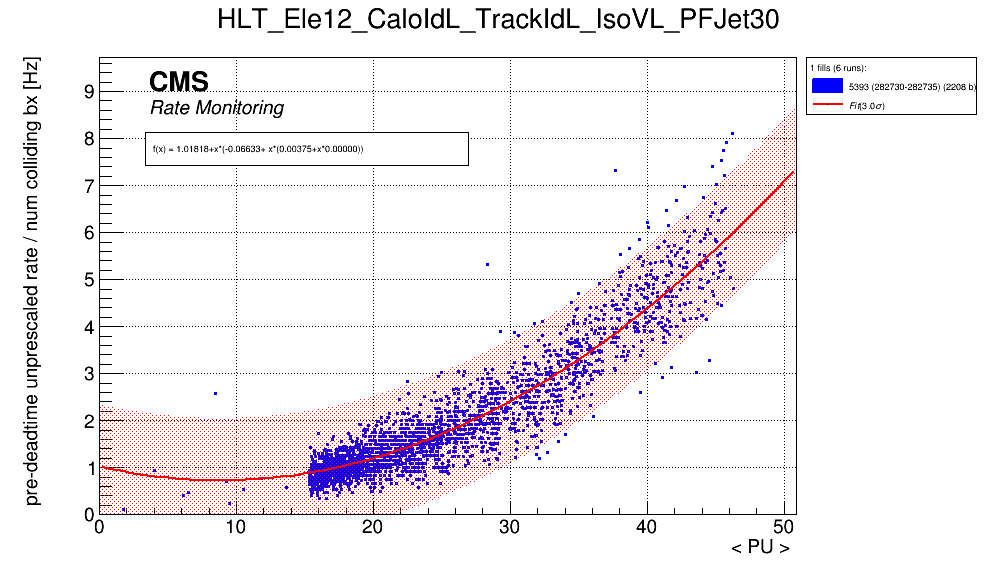 HLT_Ele12_CaloIdL_TrackIdL_IsoVL_PFJet30
pre-deadtime unprescaled rate / num colliding bx [Hz]
CMS
Rate Monitoring
f(x) = 1.01818+x*(-0.06633+ x*(0.00375+x*0.00000))
1 fills (6 runs):
5393 (282730-282735) (2208 b)
Fit(3.0σ)
9
8
7
6
5
4
3
2
1
0
0 10 20 30 40 50
< PU >